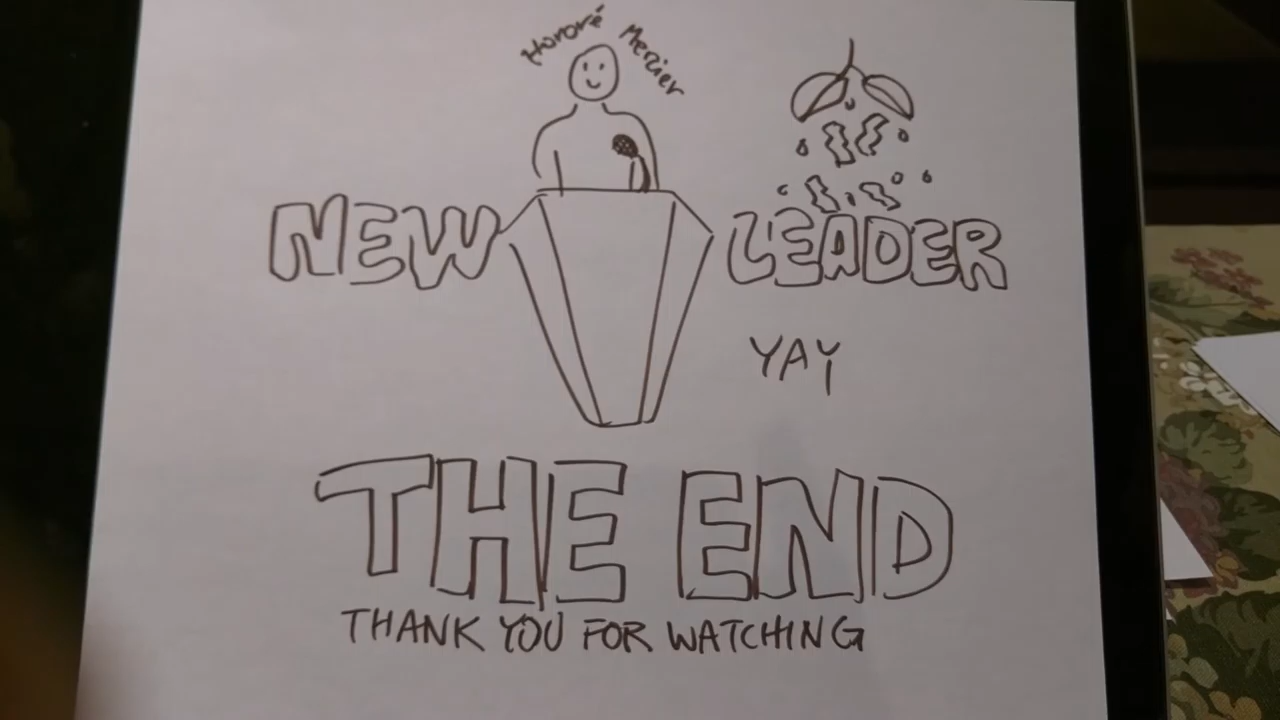 Honoré Mercier
NEW LEADER
YAY
THE END
THANK YOU FOR WATCHING